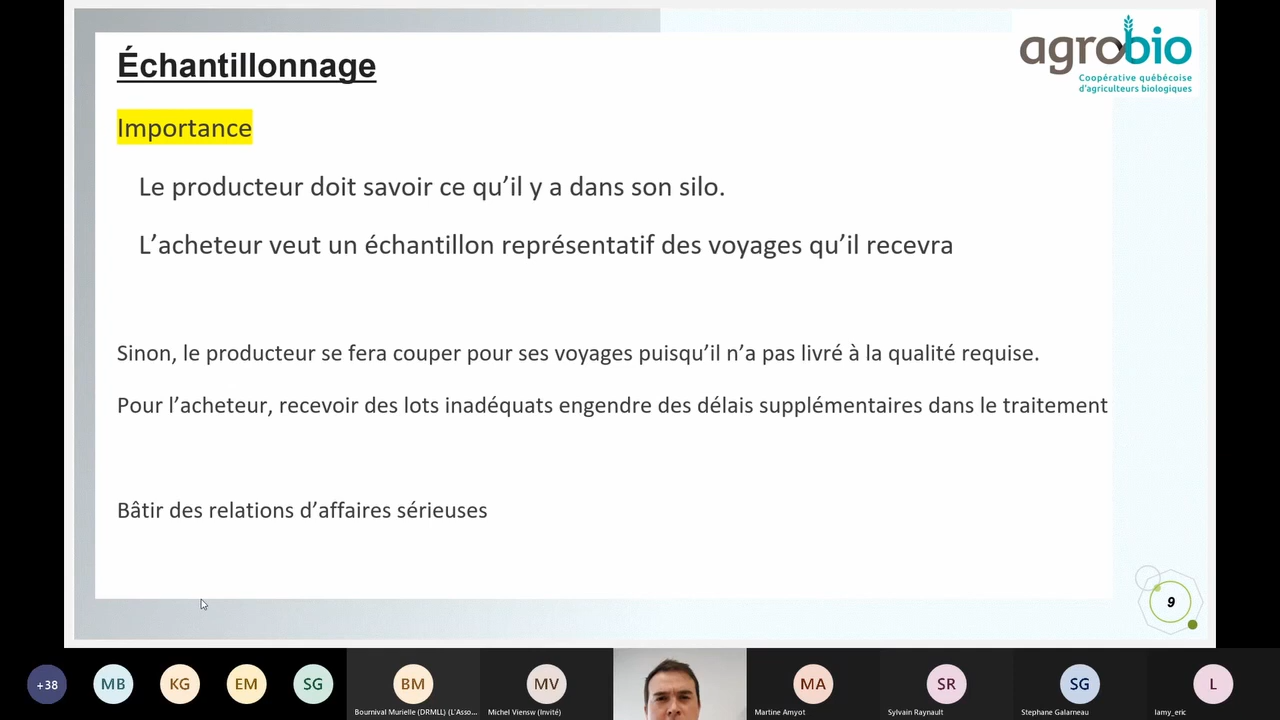 Échantillonnage
agrobio
Coopérative québécoise
d'agriculteurs biologiques
Importance
Le producteur doit savoir ce qu'il y a dans son silo.
L'acheteur veut un échantillon représentatif des voyages qu'il recevra
Sinon, le producteur se fera couper pour ses voyages puisqu'il n'a pas livré à la qualité requise.
Pour l'acheteur, recevoir des lots inadéquats engendre des délais supplémentaires dans le traitement
Bâtir des relations d'affaires sérieuses
9
+38 MB KG EM SG BM MV MA SR SG L
Bournival Murielle (DRMLL) (L'Asso... Michel Viensw (Invité) Martine Amyot Sylvain Raynault Stephane Galarneau lamy_eric